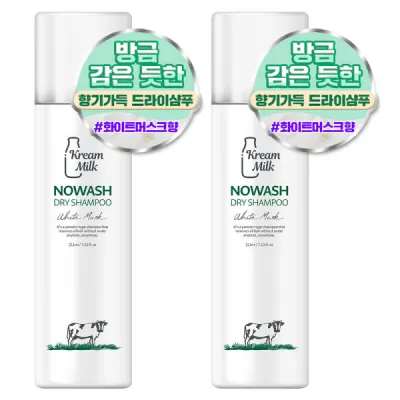 방금
감은 듯한
향기가득 드라이샴푸
#화이트머스크향
Kream
Milk
NOWASH
DRY SHAMPOO
White Musk
방금
감은 듯한
향기가득 드라이샴푸
#화이트머스크향
Kream
Milk
NOWASH
DRY SHAMPOO
White Musk